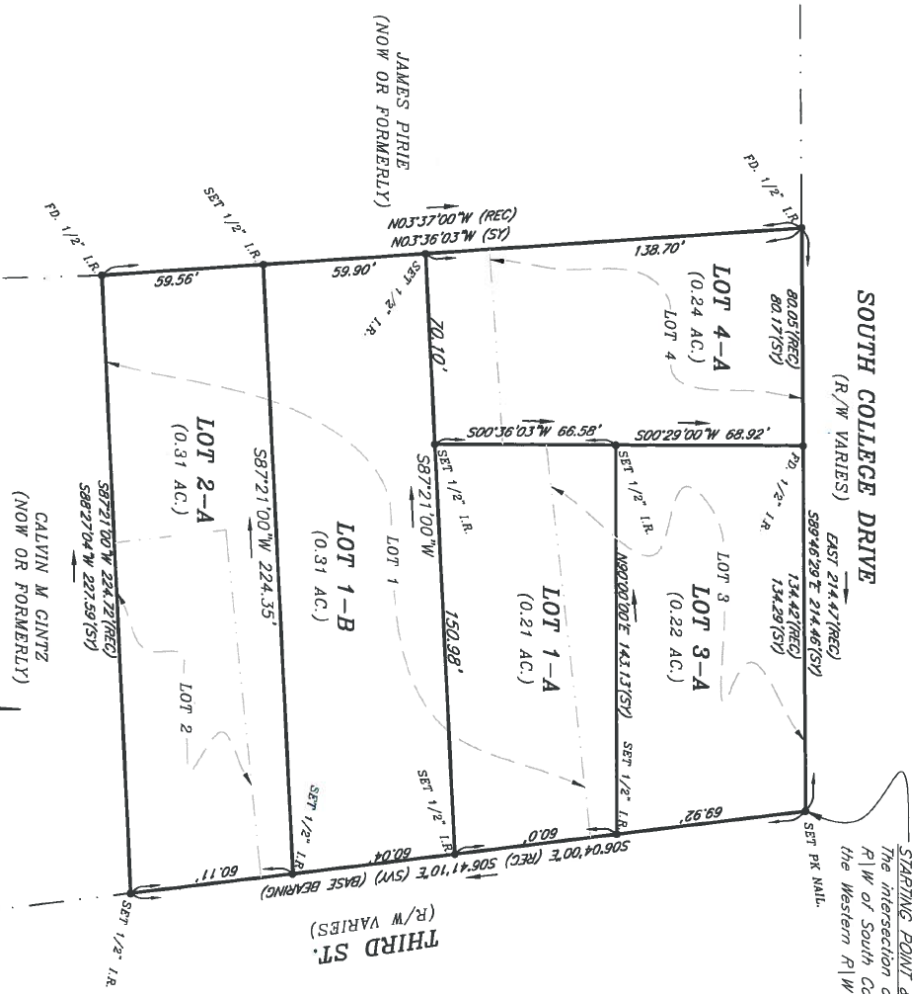 STARTING POINT
The intersection
R|W of South Co
the Western R|W
SOUTH COLLEGE DRIVE
(R/W VARIES)
EAST 214.47'(REC)
S89°46'29"E 214.46'(SY)
80.05'(REC)
80.17'(SY)
134.42'(REC)
134.29'(SY)
FD. 1/2" I.R.
FD. 1/2" I.R.
SET PK NAIL.
JAMES PIRIE
(NOW OR FORMERLY)
N03°37'00"W (REC)
N03°36'03"W (SY)
138.70'
LOT 4-A
(0.24 AC.)
LOT 4
S00°29'00"W 68.92'
S00°36'03"W 66.58'
SET 1/2" I.R.
LOT 3-A
(0.22 AC.)
LOT 3
69.92'
N90°00'00"E 143.13'(SY)
SET 1/2" I.R.
LOT 1-A
(0.21 AC.)
60.0'
SET 1/2" I.R.
70.10'
SET 1/2" I.R.
S87°21'00"W
150.98'
SET 1/2" I.R.
S06°04'00"E (REC)
S06°41'10"E (SVY) (BASE BEARING)
THIRD ST.
(R/W VARIES)
59.90'
LOT 1
LOT 1-B
(0.31 AC.)
60.04'
SET 1/2" I.R.
S87°21'00"W 224.35'
SET 1/2" I.R.
59.56'
LOT 2-A
(0.31 AC.)
LOT 2
60.11'
FD. 1/2" I.R.
S87°21'00"W 224.72'(REC)
S88°27'04"W 227.59'(SY)
SET 1/2" I.R.
CALVIN M GINTZ
(NOW OR FORMERLY)